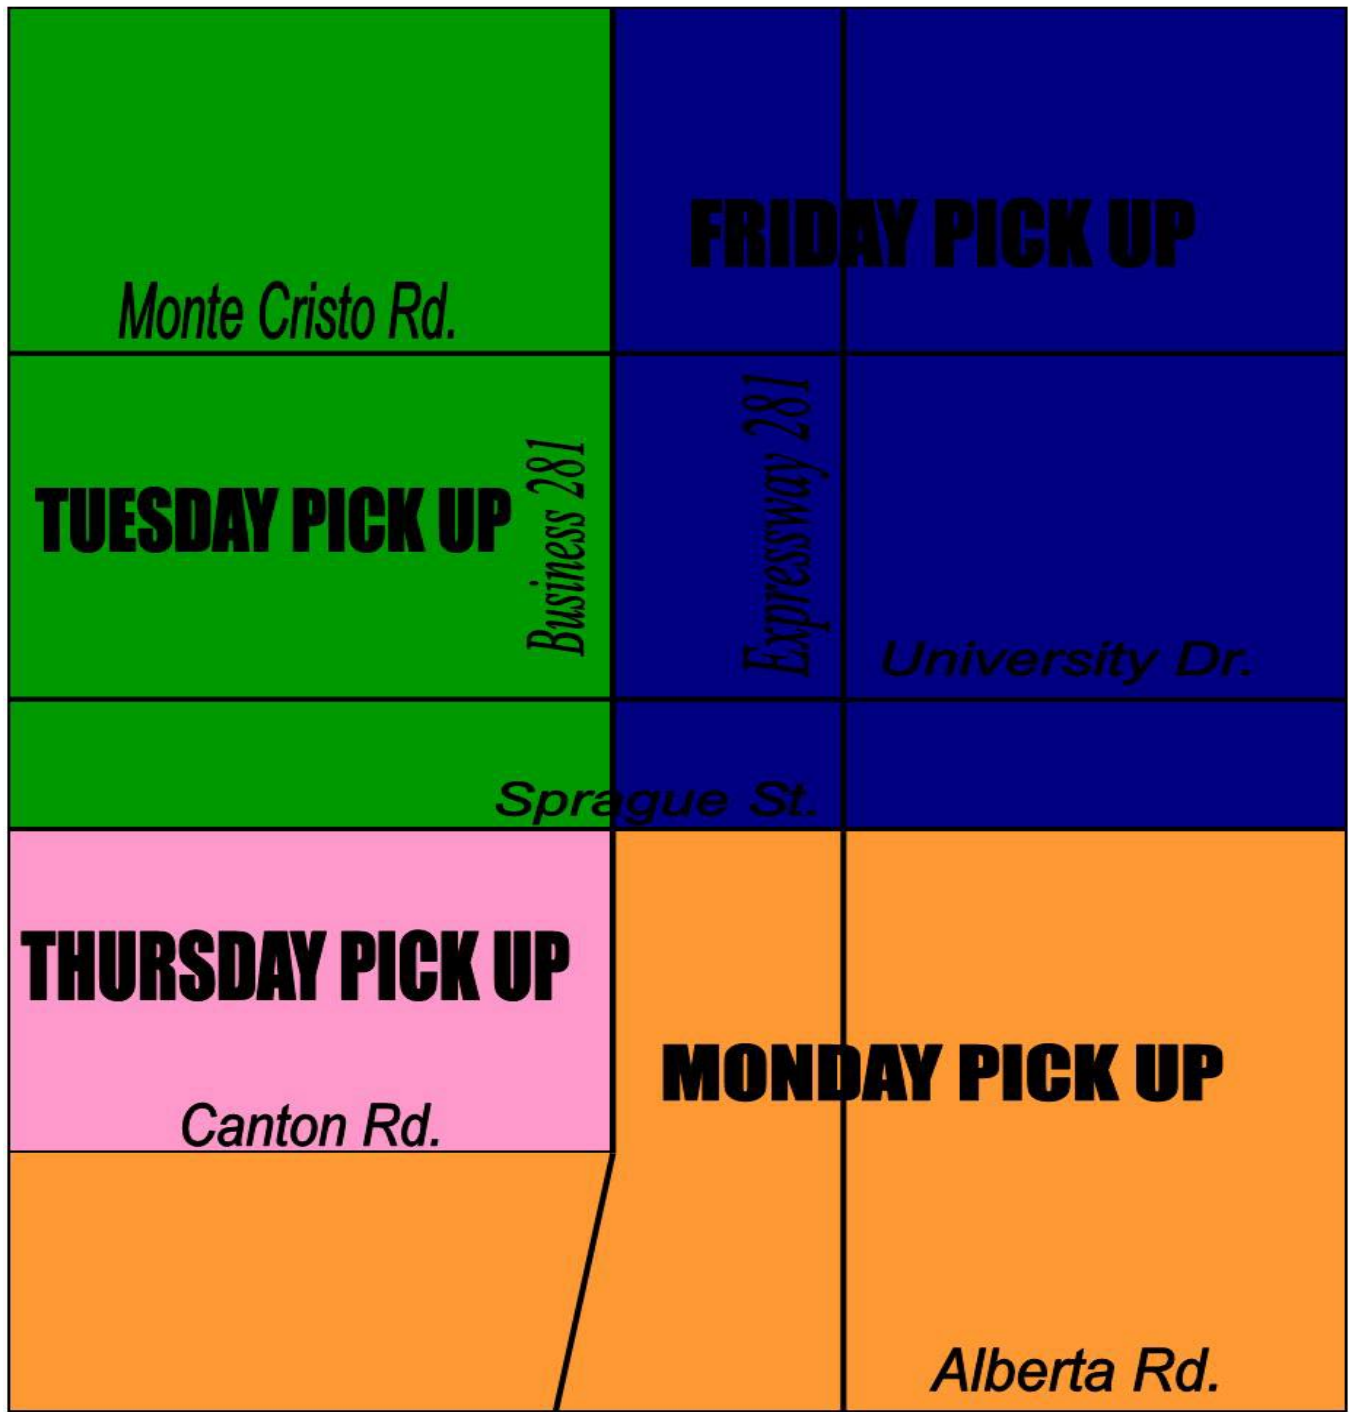 FRIDAY PICK UP
Monte Cristo Rd.
Business 281
Expressway 281
TUESDAY PICK UP
University Dr.
Sprague St.
THURSDAY PICK UP
MONDAY PICK UP
Canton Rd.
Alberta Rd.